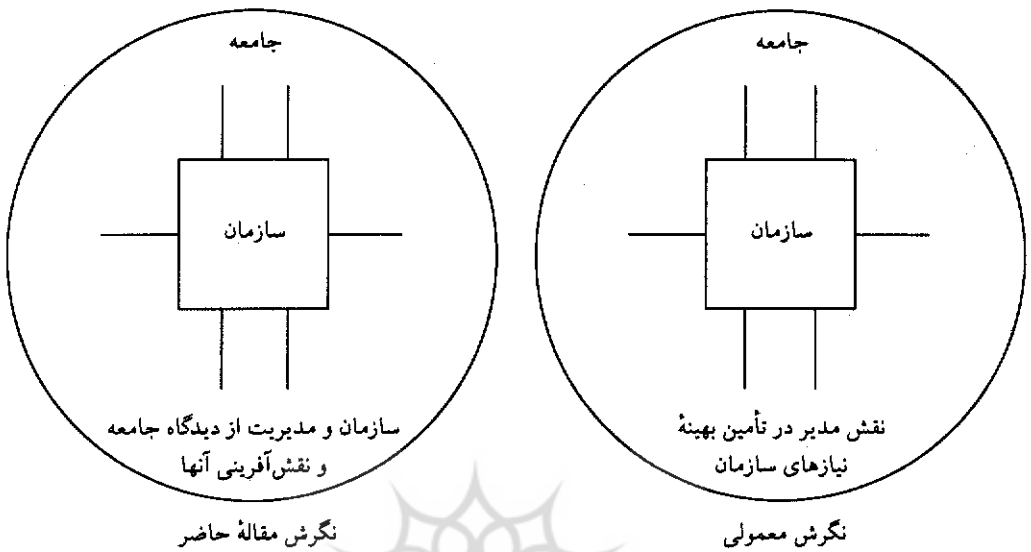 جامعه
سازمان
نقش مدیر در تأمین بهینهٔ
نیازهای سازمان
نگرش معمولی
جامعه
سازمان
سازمان و مدیریت از دیدگاه جامعه
و نقش‌آفرینی آنها
نگرش مقالهٔ حاضر